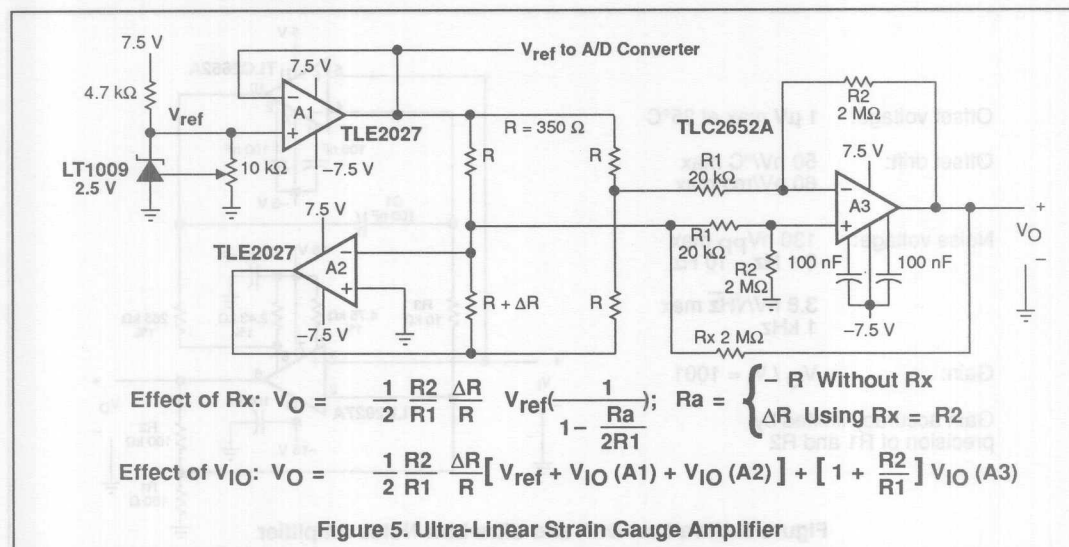 7.5 V
7.5 V
V_ref to A/D Converter
4.7 kΩ
V_ref
A1
TLE2027
R = 350 Ω
R2
2 MΩ
TLC2652A
LT1009
2.5 V
10 kΩ
−7.5 V
R
R
R1
20 kΩ
7.5 V
A3
7.5 V
TLE2027
A2
R1
20 kΩ
R2
2 MΩ
100 nF
100 nF
V_O
+
−
R + ΔR
R
−7.5 V
−7.5 V
Rx 2 MΩ
Effect of Rx: V_O = 1/2 R2/R1 ΔR/R V_ref(1/(1− Ra/2R1)); Ra = { − R Without Rx
ΔR Using Rx = R2
Effect of V_IO: V_O = 1/2 R2/R1 ΔR/R [ V_ref + V_IO (A1) + V_IO (A2) ] + [ 1 + R2/R1 ] V_IO (A3)
Figure 5. Ultra-Linear Strain Gauge Amplifier